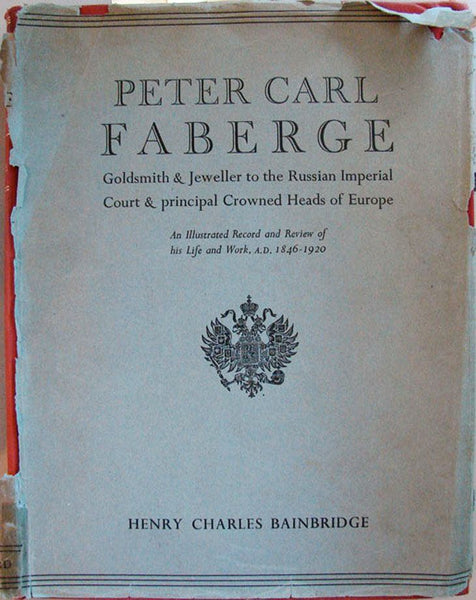 PETER CARL
FABERGE
Goldsmith & Jeweller to the Russian Imperial
Court & principal Crowned Heads of Europe
An Illustrated Record and Review of
his Life and Work, A.D. 1846-1920
HENRY CHARLES BAINBRIDGE